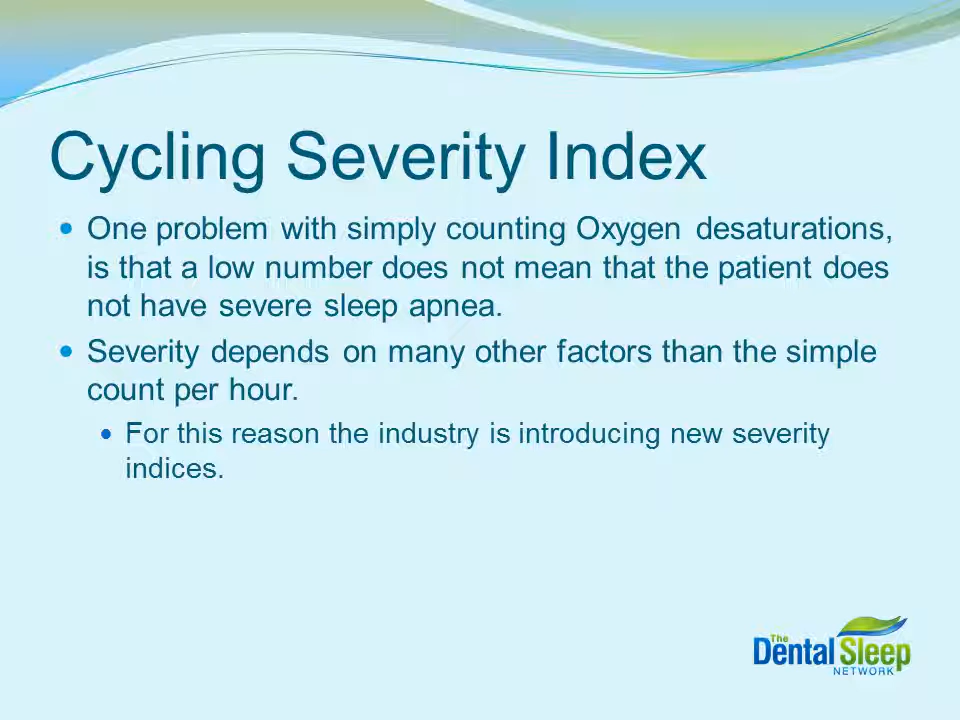 Cycling Severity Index
• One problem with simply counting Oxygen desaturations,
is that a low number does not mean that the patient does
not have severe sleep apnea.
• Severity depends on many other factors than the simple
count per hour.
• For this reason the industry is introducing new severity
indices.
The
Dental Sleep
NETWORK